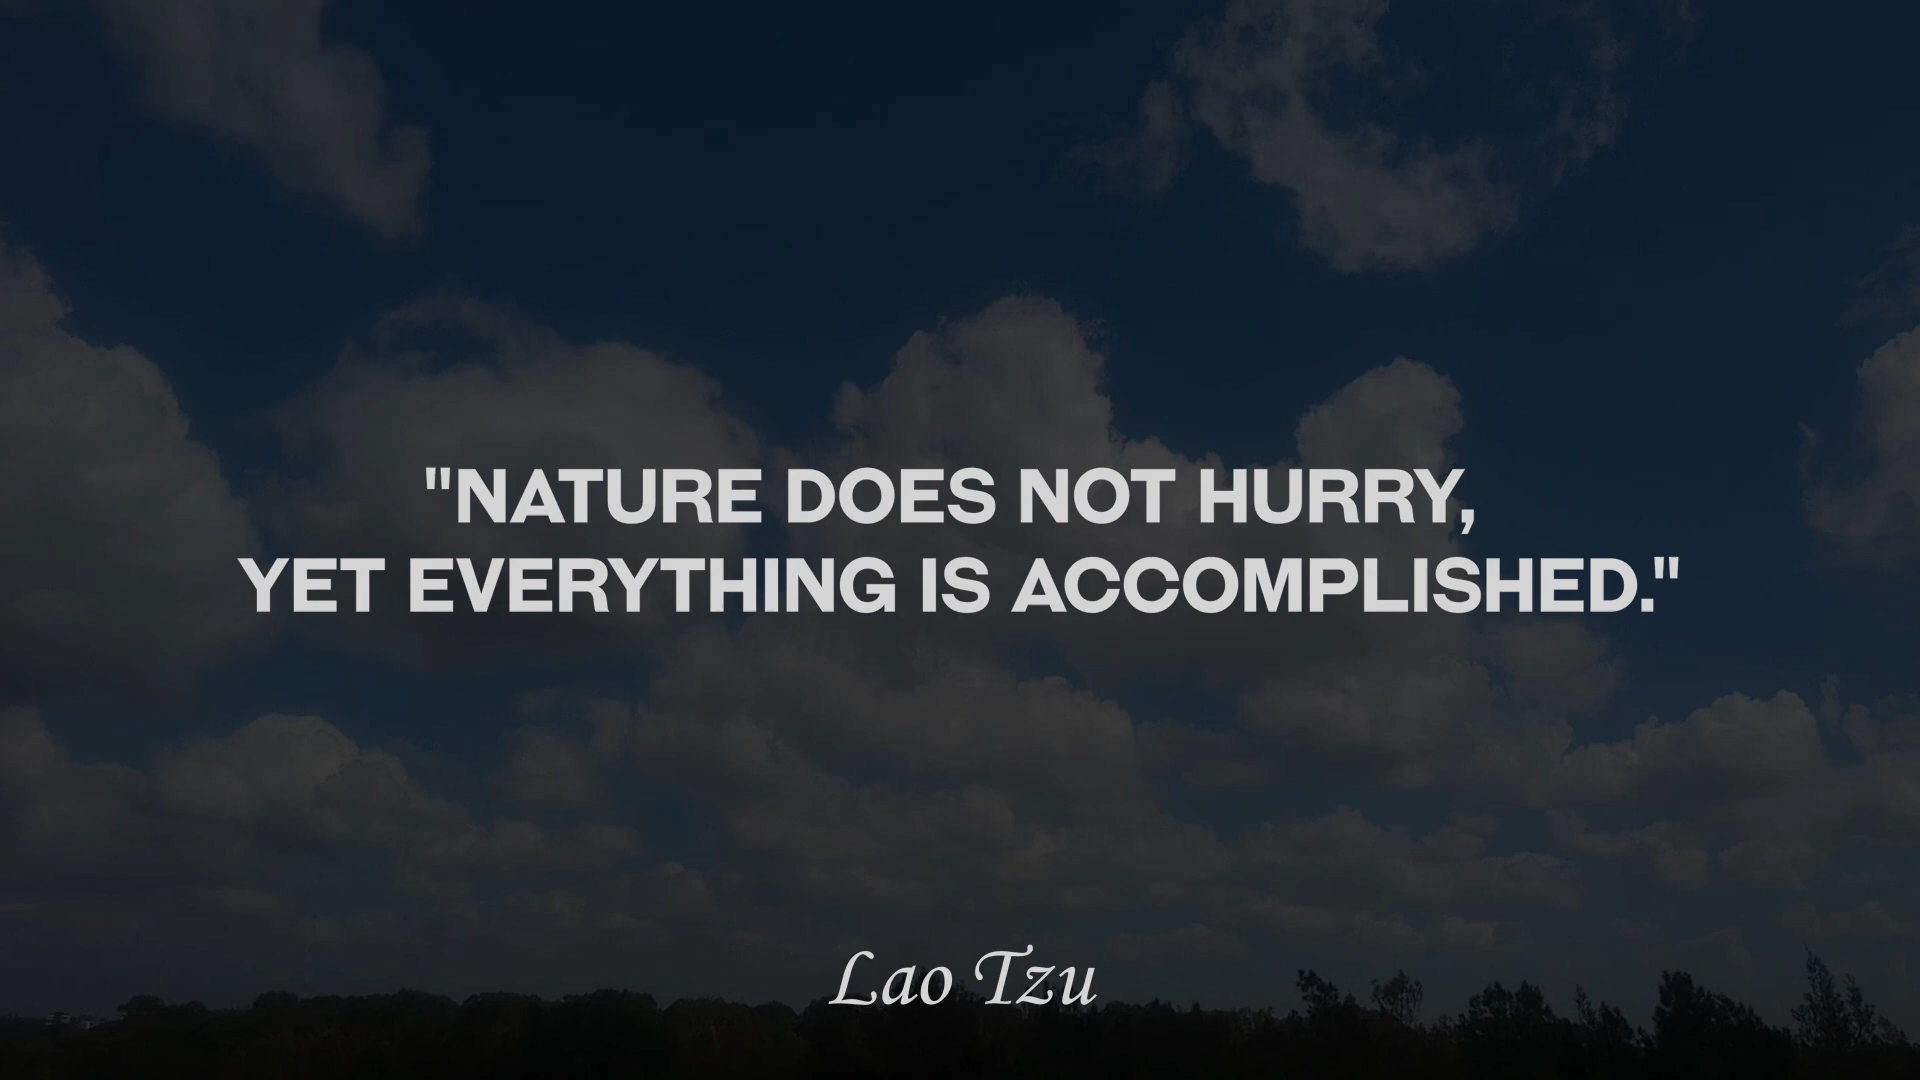 "NATURE DOES NOT HURRY,
YET EVERYTHING IS ACCOMPLISHED."
Lao Tzu